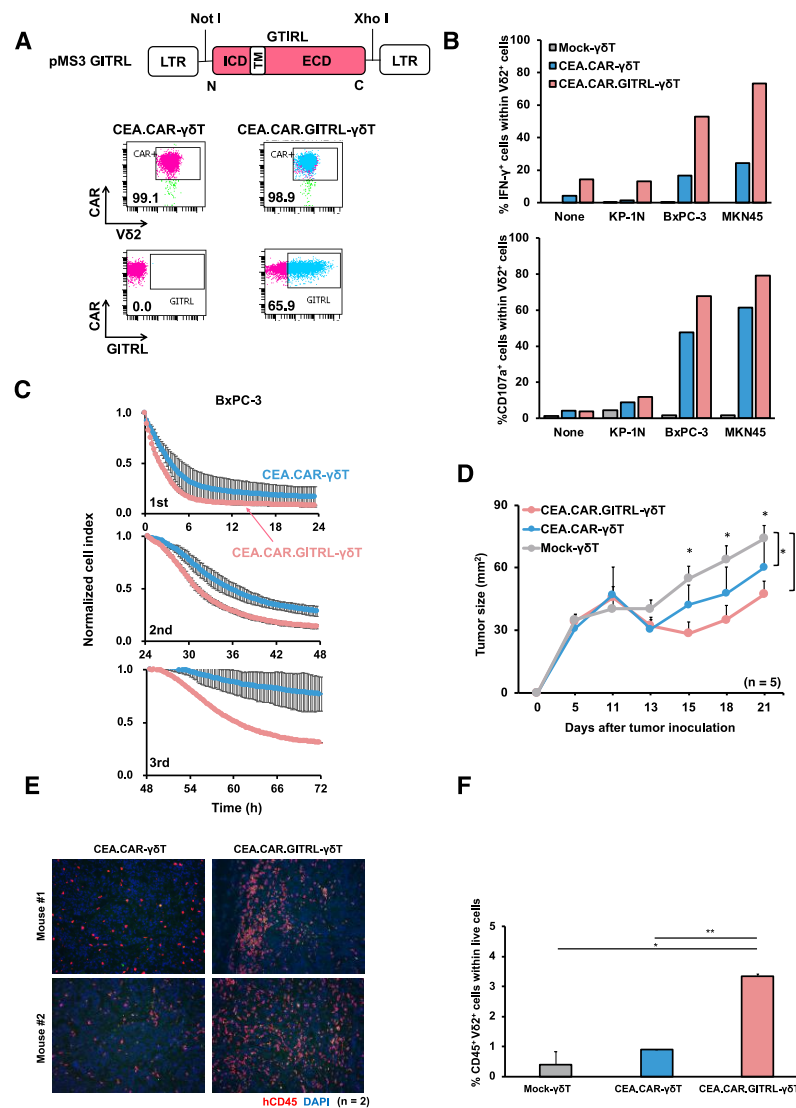 A
Not I
Xho I
GTIRL
pMS3 GITRL
LTR
ICD
TM
ECD
LTR
N
C
CEA.CAR-γδT
CEA.CAR.GITRL-γδT
CAR+
99.1
CAR+
98.9
CAR
Vδ2
0.0
GITRL
65.9
GITRL
CAR
GITRL
B
Mock-γδT
CEA.CAR-γδT
CEA.CAR.GITRL-γδT
% IFN-γ⁺ cells within Vδ2⁺ cells
100
80
60
40
20
0
None
KP-1N
BxPC-3
MKN45
%CD107a⁺ cells within Vδ2⁺ cells
100
80
60
40
20
0
None
KP-1N
BxPC-3
MKN45
C
BxPC-3
Normalized cell index
1.0
0.5
0.0
1st
CEA.CAR-γδT
0
6
12
18
24
CEA.CAR.GITRL-γδT
1.0
0.5
0.0
2nd
24
30
36
42
48
1.0
0.5
0.0
3rd
48
54
60
66
72
Time (h)
D
Tumor size (mm²)
90
60
30
0
CEA.CAR.GITRL-γδT
CEA.CAR-γδT
Mock-γδT
*
*
*
*
(n = 5)
0
5
11
13
15
18
21
Days after tumor inoculation
E
CEA.CAR-γδT
CEA.CAR.GITRL-γδT
Mouse #1
Mouse #2
hCD45 DAPI (n = 2)
F
% CD45⁺Vδ2⁺ cells within live cells
5
4
3
2
1
0
**
*
Mock-γδT
CEA.CAR-γδT
CEA.CAR.GITRL-γδT